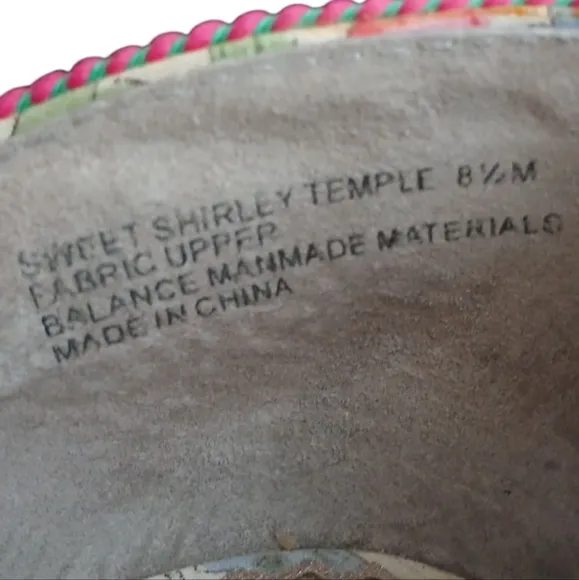 SWEET SHIRLEY TEMPLE 8½M
FABRIC UPPER
BALANCE MANMADE MATERIALS
MADE IN CHINA